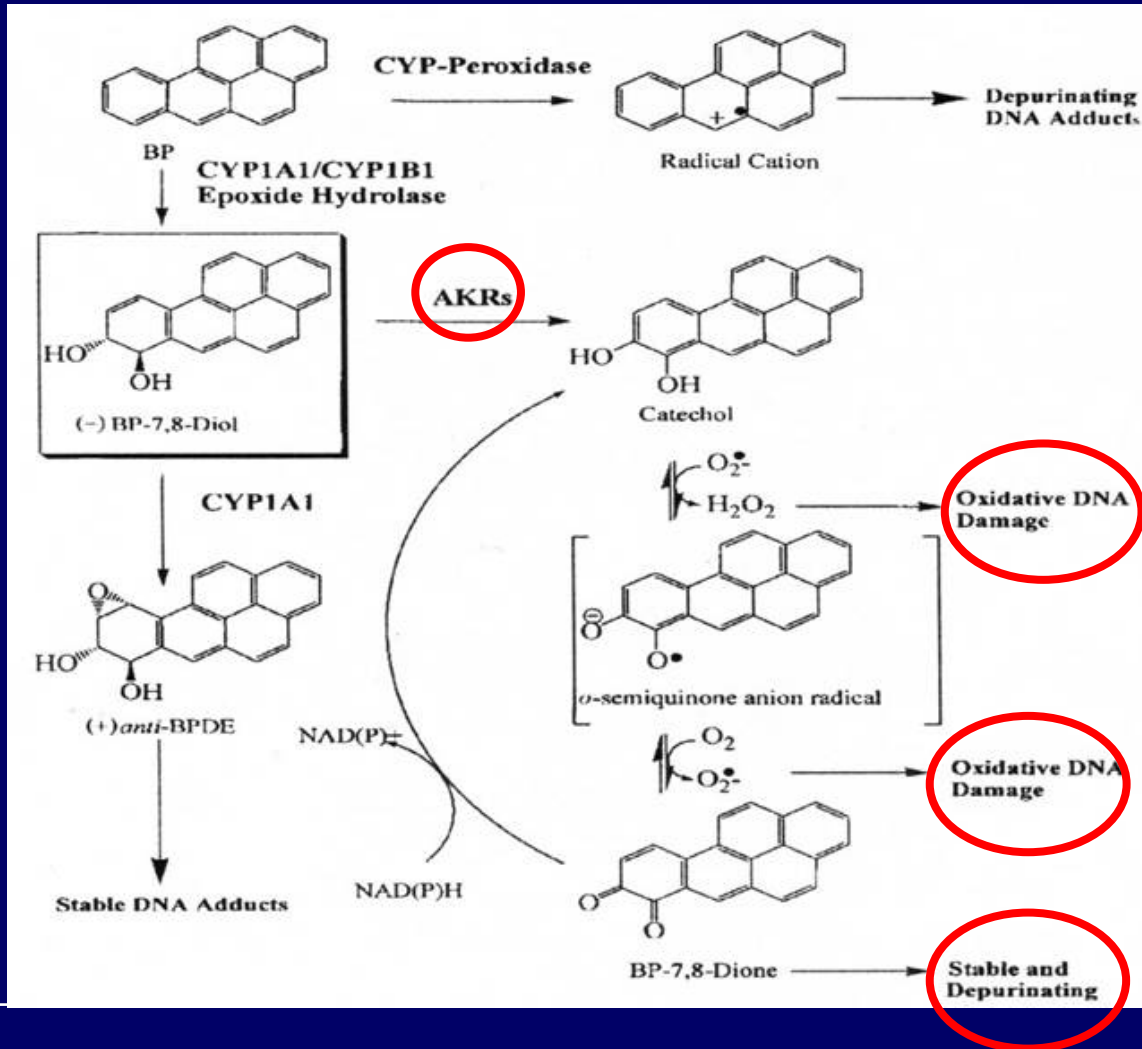 BP
CYP-Peroxidase
Radical Cation
Depurinating
DNA Adducts
CYP1A1/CYP1B1
Epoxide Hydrolase
HO
OH
(-) BP-7,8-Diol
AKRs
HO
OH
Catechol
CYP1A1
O₂•-
H₂O₂
Oxidative DNA
Damage
O
HO
OH
(+)anti-BPDE
O
O•
o-semiquinone anion radical
NAD(P)+
O₂
O₂•-
Oxidative DNA
Damage
NAD(P)H
Stable DNA Adducts
O
O
BP-7,8-Dione
Stable and
Depurinating